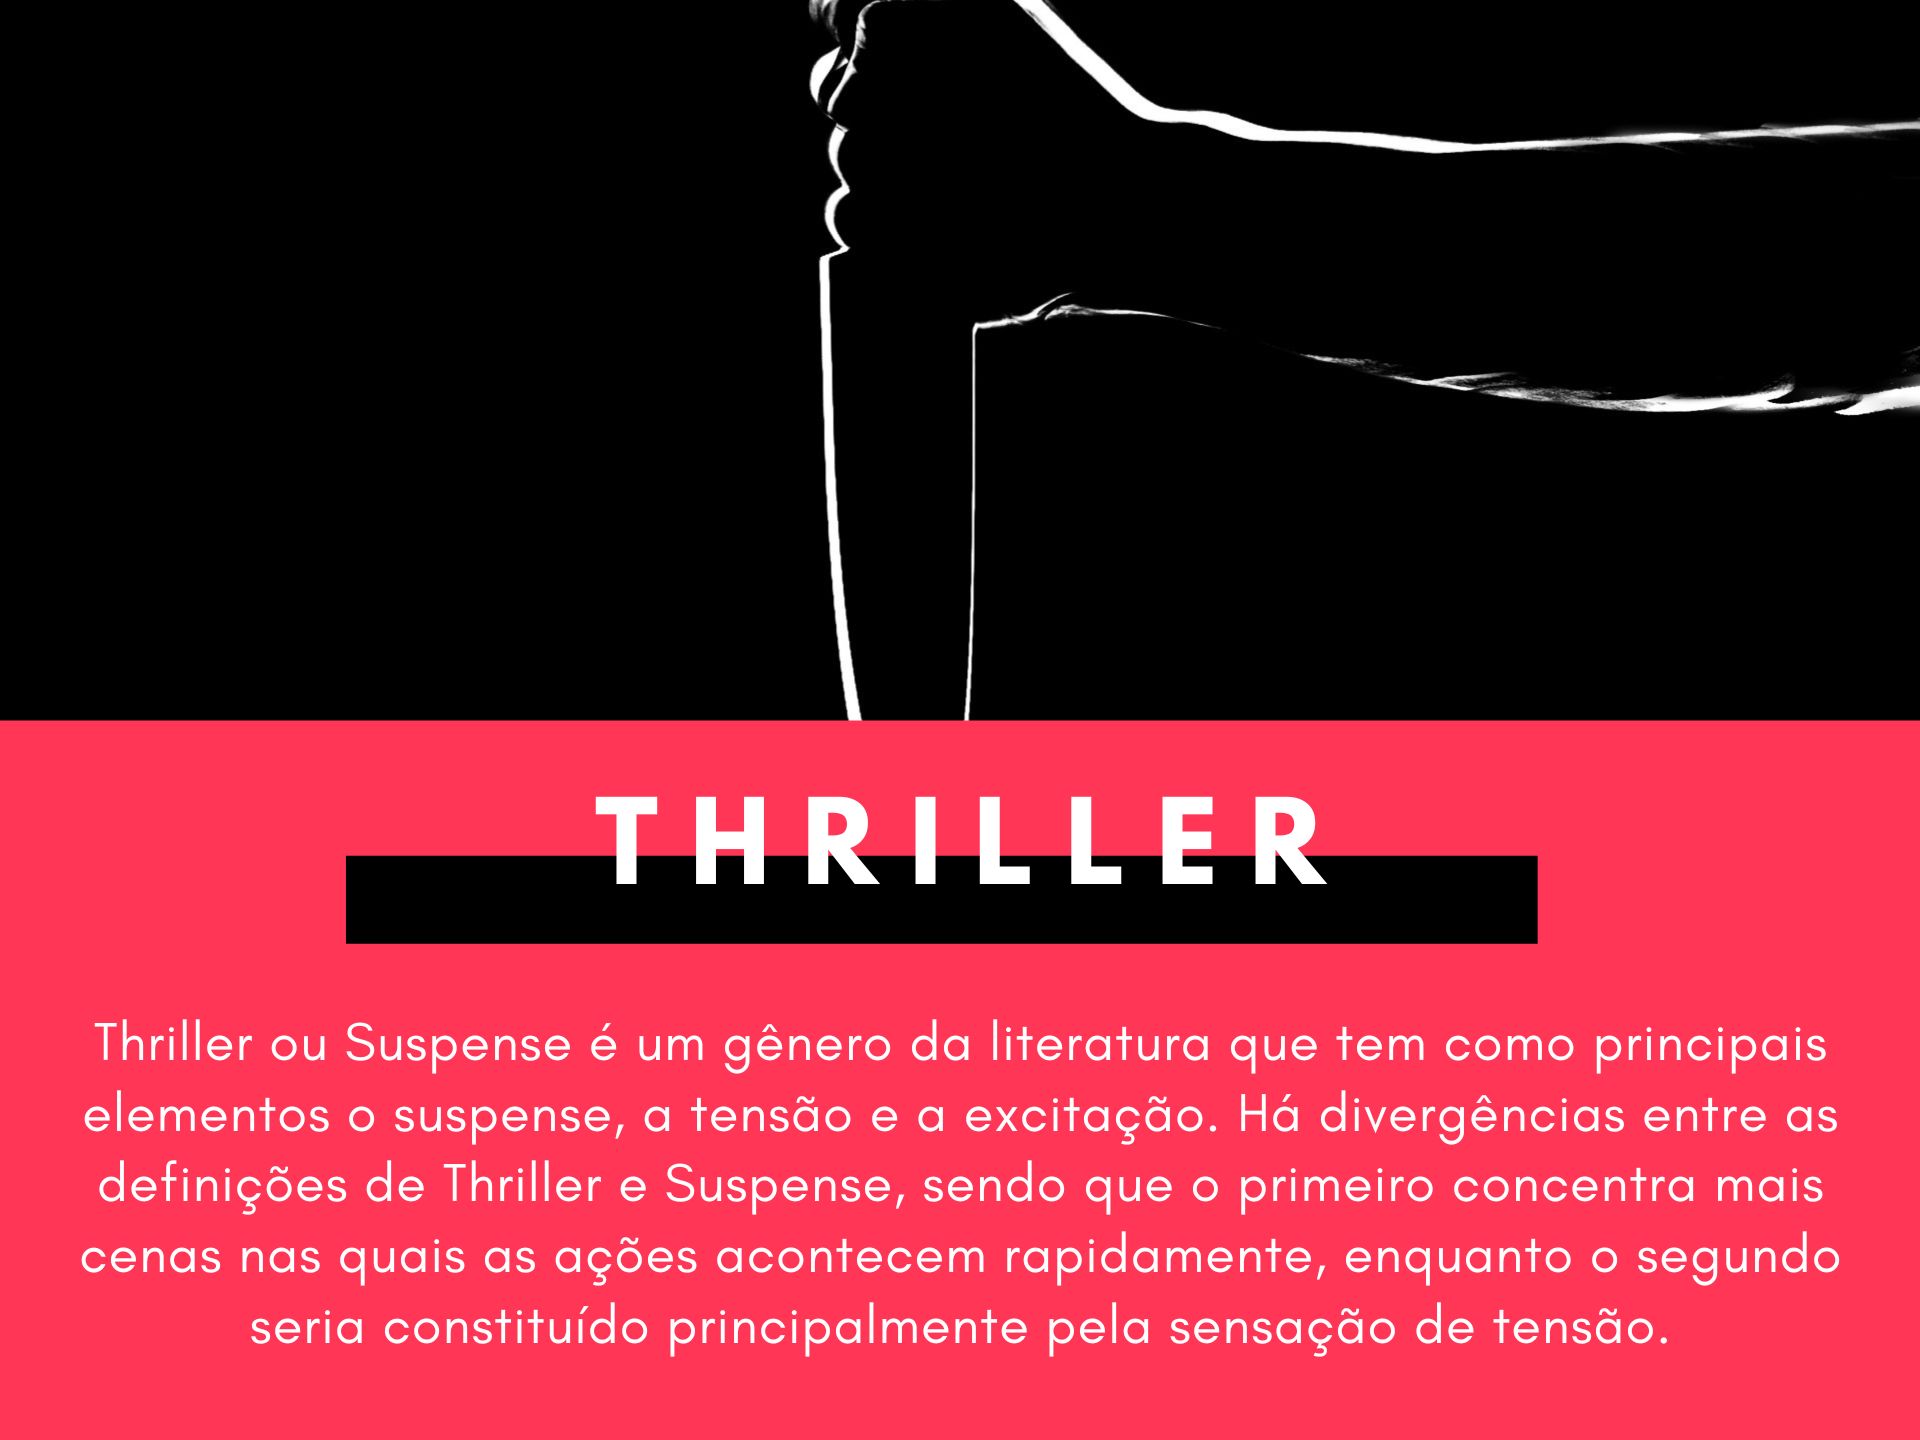 THRILLER
Thriller ou Suspense é um gênero da literatura que tem como principais
elementos o suspense, a tensão e a excitação. Há divergências entre as
definições de Thriller e Suspense, sendo que o primeiro concentra mais
cenas nas quais as ações acontecem rapidamente, enquanto o segundo
seria constituído principalmente pela sensação de tensão.